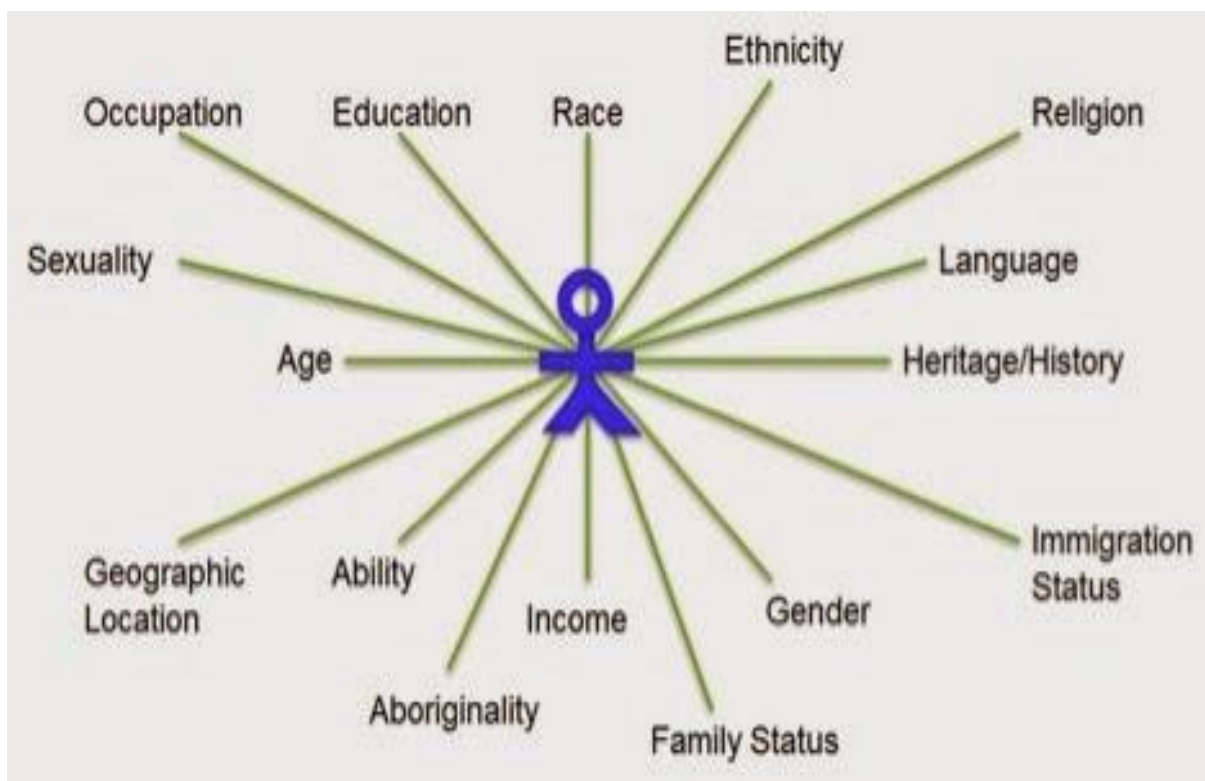 Ethnicity
Occupation
Education
Race
Religion
Sexuality
Language
Age
Heritage/History
Geographic
Location
Ability
Income
Gender
Immigration
Status
Aboriginality
Family Status